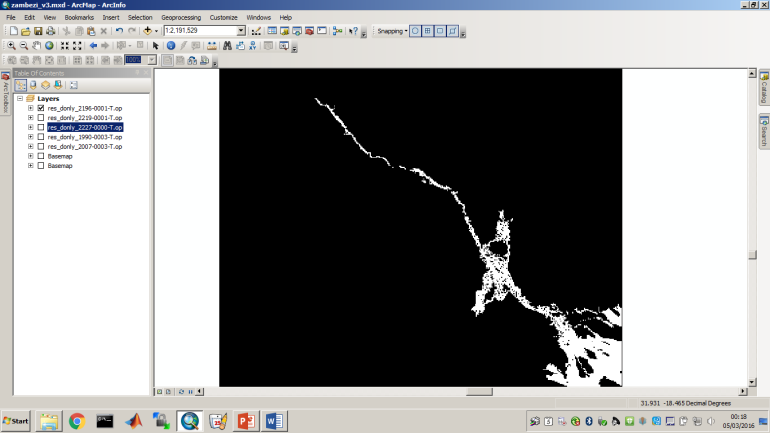 zambezi_v3.mxd - ArcMap - ArcInfo
File Edit View Bookmarks Insert Selection Geoprocessing Customize Windows Help
1:2,191,529
Snapping
100%
Table Of Contents
ArcToolbox
Catalog
Search
Layers
res_donly_2196-0001-T.op
res_donly_2219-0001-T.op
res_donly_2227-0000-T.op
res_donly_1990-0003-T.op
res_donly_2007-0003-T.op
Basemap
Basemap
31.931 -18.465 Decimal Degrees
Start
00:18
05/03/2016